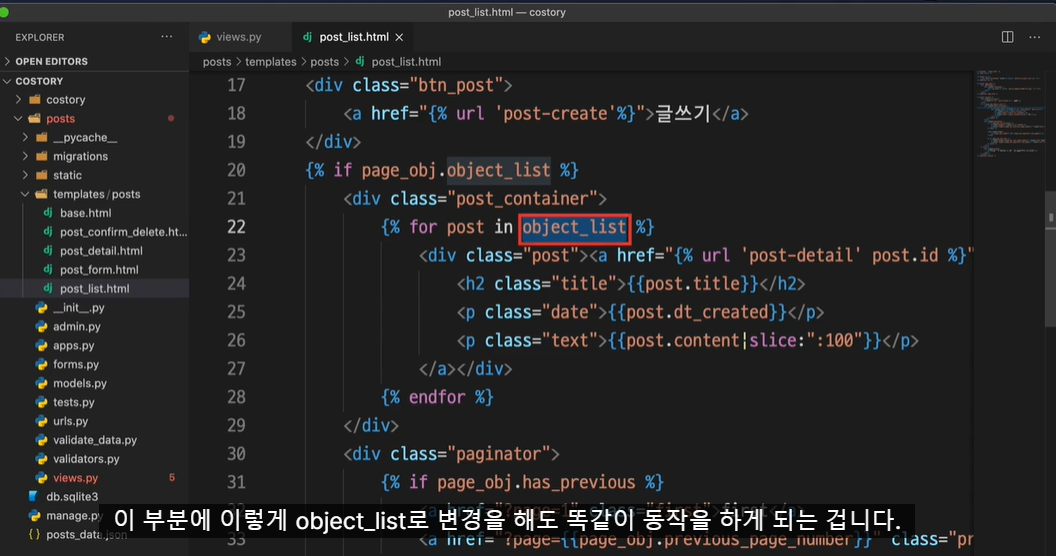 post_list.html — costory
EXPLORER
views.py
post_list.html
OPEN EDITORS
posts > templates > posts > post_list.html
COSTORY
costory
posts
__pycache__
migrations
static
templates/posts
base.html
post_confirm_delete.ht...
post_detail.html
post_form.html
post_list.html
__init__.py
admin.py
apps.py
forms.py
models.py
tests.py
urls.py
validate_data.py
validators.py
views.py 5
db.sqlite3
manage.py
posts_data.json
17 <div class="btn_post">
18 <a href="{% url 'post-create'%}">글쓰기</a>
19 </div>
20 {% if page_obj.object_list %}
21 <div class="post_container">
22 {% for post in object_list %}
23 <div class="post"><a href="{% url 'post-detail' post.id %}"
24 <h2 class="title">{{post.title}}</h2>
25 <p class="date">{{post.dt_created}}</p>
26 <p class="text">{{post.content|slice:":100"}}</p>
27 </a></div>
28 {% endfor %}
29 </div>
30 <div class="paginator">
31 {% if page_obj.has_previous %}
<a href="?page=1" class="first">first</a>
33 <a href="?page={{page_obj.previous_page_number}}" class="pr
이 부분에 이렇게 object_list로 변경을 해도 똑같이 동작을 하게 되는 겁니다.